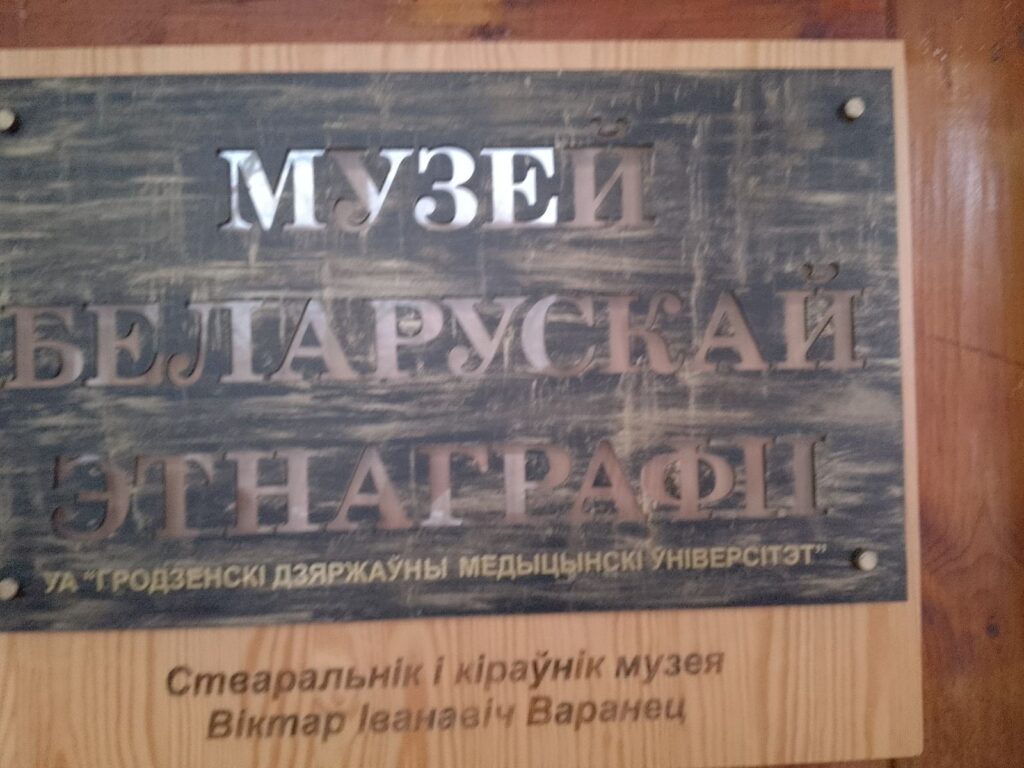 МУЗЕЙ
БЕЛАРУСКАЙ
ЭТНАГРАФІІ
УА "ГРОДЗЕНСКІ ДЗЯРЖАЎНЫ МЕДЫЦЫНСКІ ЎНІВЕРСІТЭТ"
Стваральнік і кіраўнік музея
Віктар Іванавіч Варанец